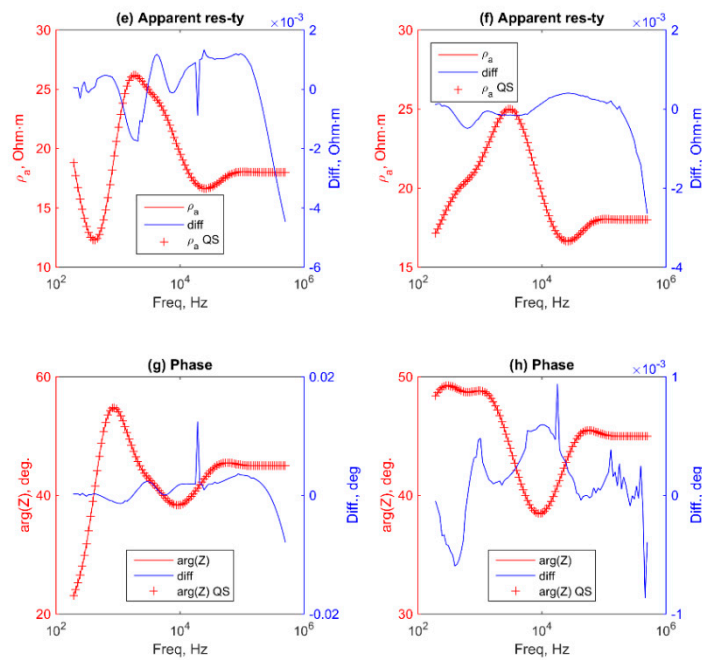 (e) Apparent res-ty
×10⁻³
30
25
20
15
10
ρₐ, Ohm·m
2
0
-2
-4
-6
Diff., Ohm·m
ρₐ
diff
ρₐ QS
10²
10⁴
10⁶
Freq, Hz
(f) Apparent res-ty
×10⁻³
30
25
20
15
ρₐ, Ohm·m
2
0
-2
-4
Diff., Ohm·m
ρₐ
diff
ρₐ QS
10²
10⁴
10⁶
Freq, Hz
(g) Phase
60
40
20
arg(Z), deg.
0.02
0
-0.02
Diff., deg
arg(Z)
diff
arg(Z) QS
10²
10⁴
10⁶
Freq, Hz
(h) Phase
×10⁻³
50
40
30
arg(Z), deg.
1
0
-1
Diff., deg
arg(Z)
diff
arg(Z) QS
10²
10⁴
10⁶
Freq, Hz